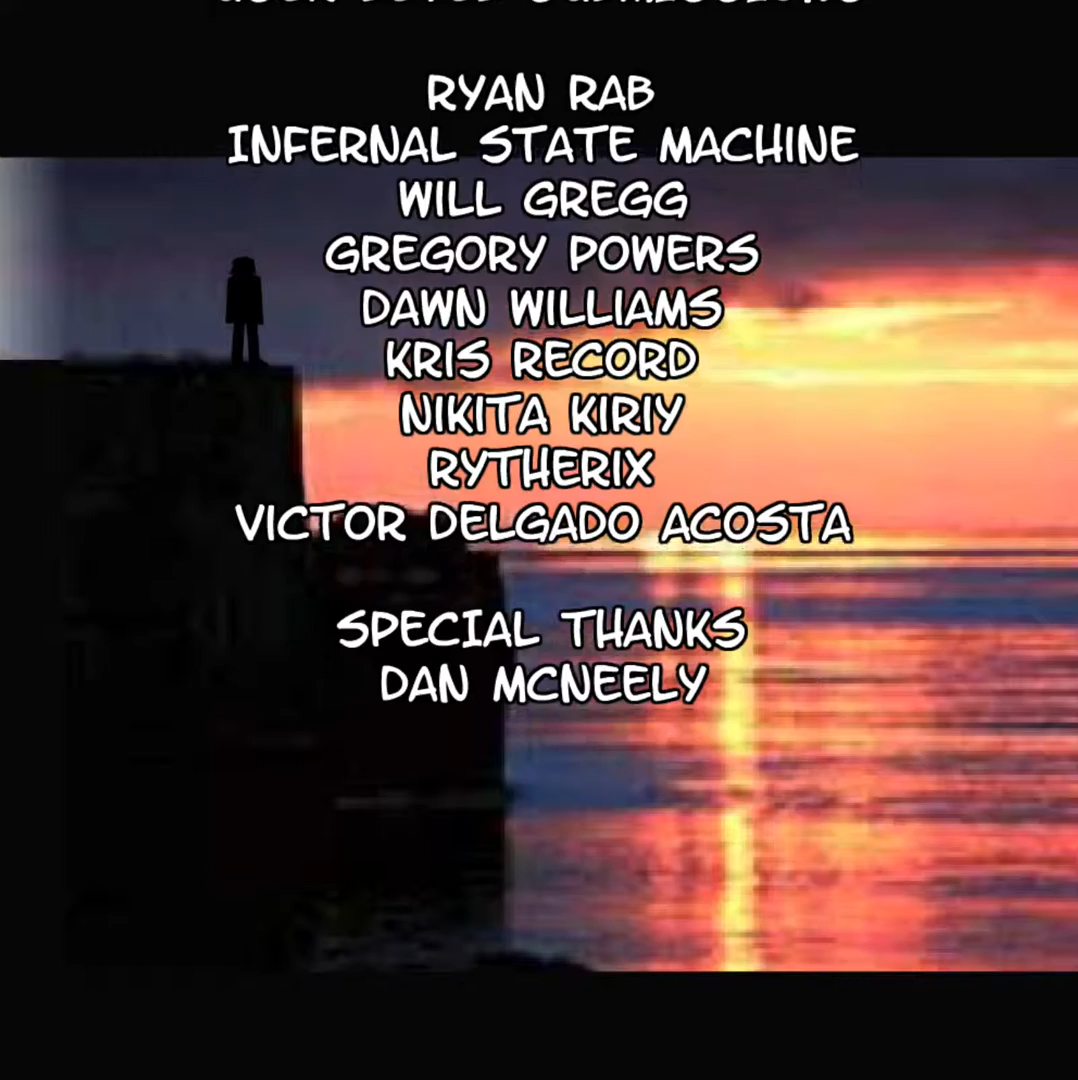 RYAN RAB
INFERNAL STATE MACHINE
WILL GREGG
GREGORY POWERS
DAWN WILLIAMS
KRIS RECORD
NIKITA KIRIY
RYTHERIX
VICTOR DELGADO ACOSTA
SPECIAL THANKS
DAN MCNEELY